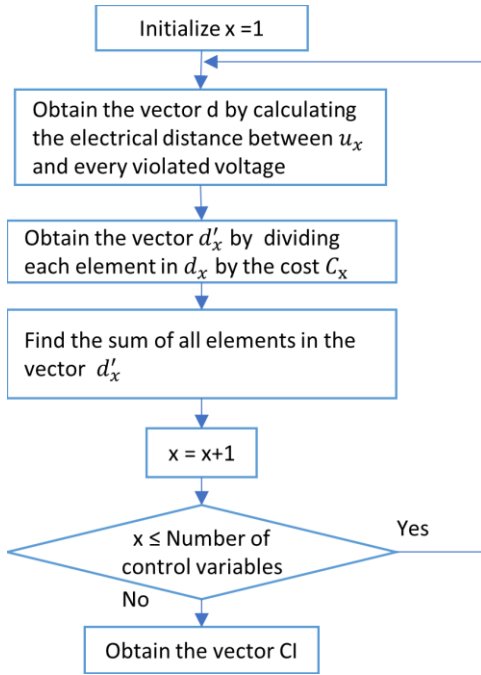 Initialize x =1
Obtain the vector d by calculating
the electrical distance between $u_x$
and every violated voltage
Obtain the vector $d'_x$ by dividing
each element in $d_x$ by the cost $C_x$
Find the sum of all elements in the
vector $d'_x$
x = x+1
x ≤ Number of
control variables
Yes
No
Obtain the vector CI